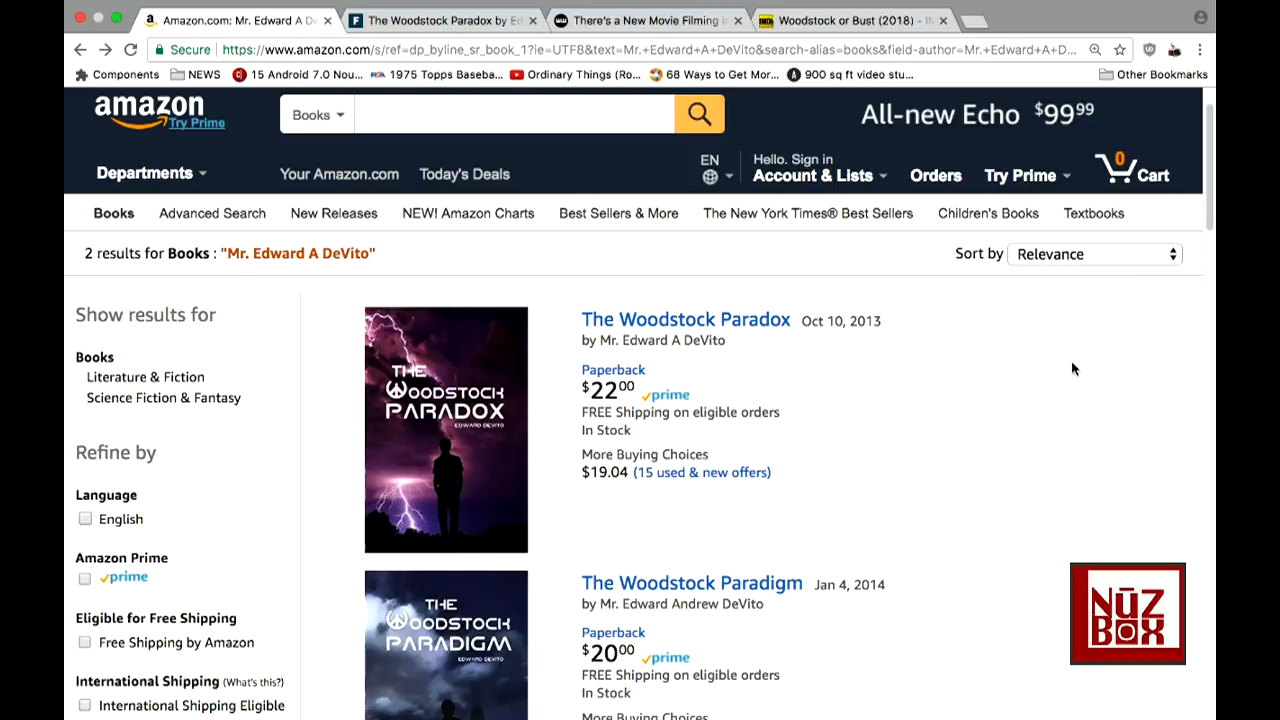 Amazon.com: Mr. Edward A D
The Woodstock Paradox by Ed
There's a New Movie Filming i
Woodstock or Bust (2018) - I
Secure https://www.amazon.com/s/ref=dp_byline_sr_book_1?ie=UTF8&text=Mr.+Edward+A+DeVito&search-alias=books&field-author=Mr.+Edward+A+D...
Components NEWS 15 Android 7.0 Nou... 1975 Topps Baseba... Ordinary Things (Ro... 68 Ways to Get Mor... 900 sq ft video stu... Other Bookmarks
amazon
Try Prime
Books
All-new Echo $99 99
Departments
Your Amazon.com Today's Deals
EN
Hello. Sign in
Account & Lists
Orders
Try Prime
0
Cart
Books Advanced Search New Releases NEW! Amazon Charts Best Sellers & More The New York Times® Best Sellers Children's Books Textbooks
2 results for Books : "Mr. Edward A DeVito"
Sort by Relevance
Show results for
Books
Literature & Fiction
Science Fiction & Fantasy
Refine by
Language
English
Amazon Prime
prime
Eligible for Free Shipping
Free Shipping by Amazon
International Shipping (What's this?)
International Shipping Eligible
THE
WOODSTOCK
PARADOX
EDWARD DEVITO
The Woodstock Paradox Oct 10, 2013
by Mr. Edward A DeVito
Paperback
$22 00 prime
FREE Shipping on eligible orders
In Stock
More Buying Choices
$19.04 (15 used & new offers)
THE
WOODSTOCK
PARADIGM
EDWARD DEVITO
The Woodstock Paradigm Jan 4, 2014
by Mr. Edward Andrew DeVito
Paperback
$20 00 prime
FREE Shipping on eligible orders
In Stock
More Buying Choices
NŪZ
BOX